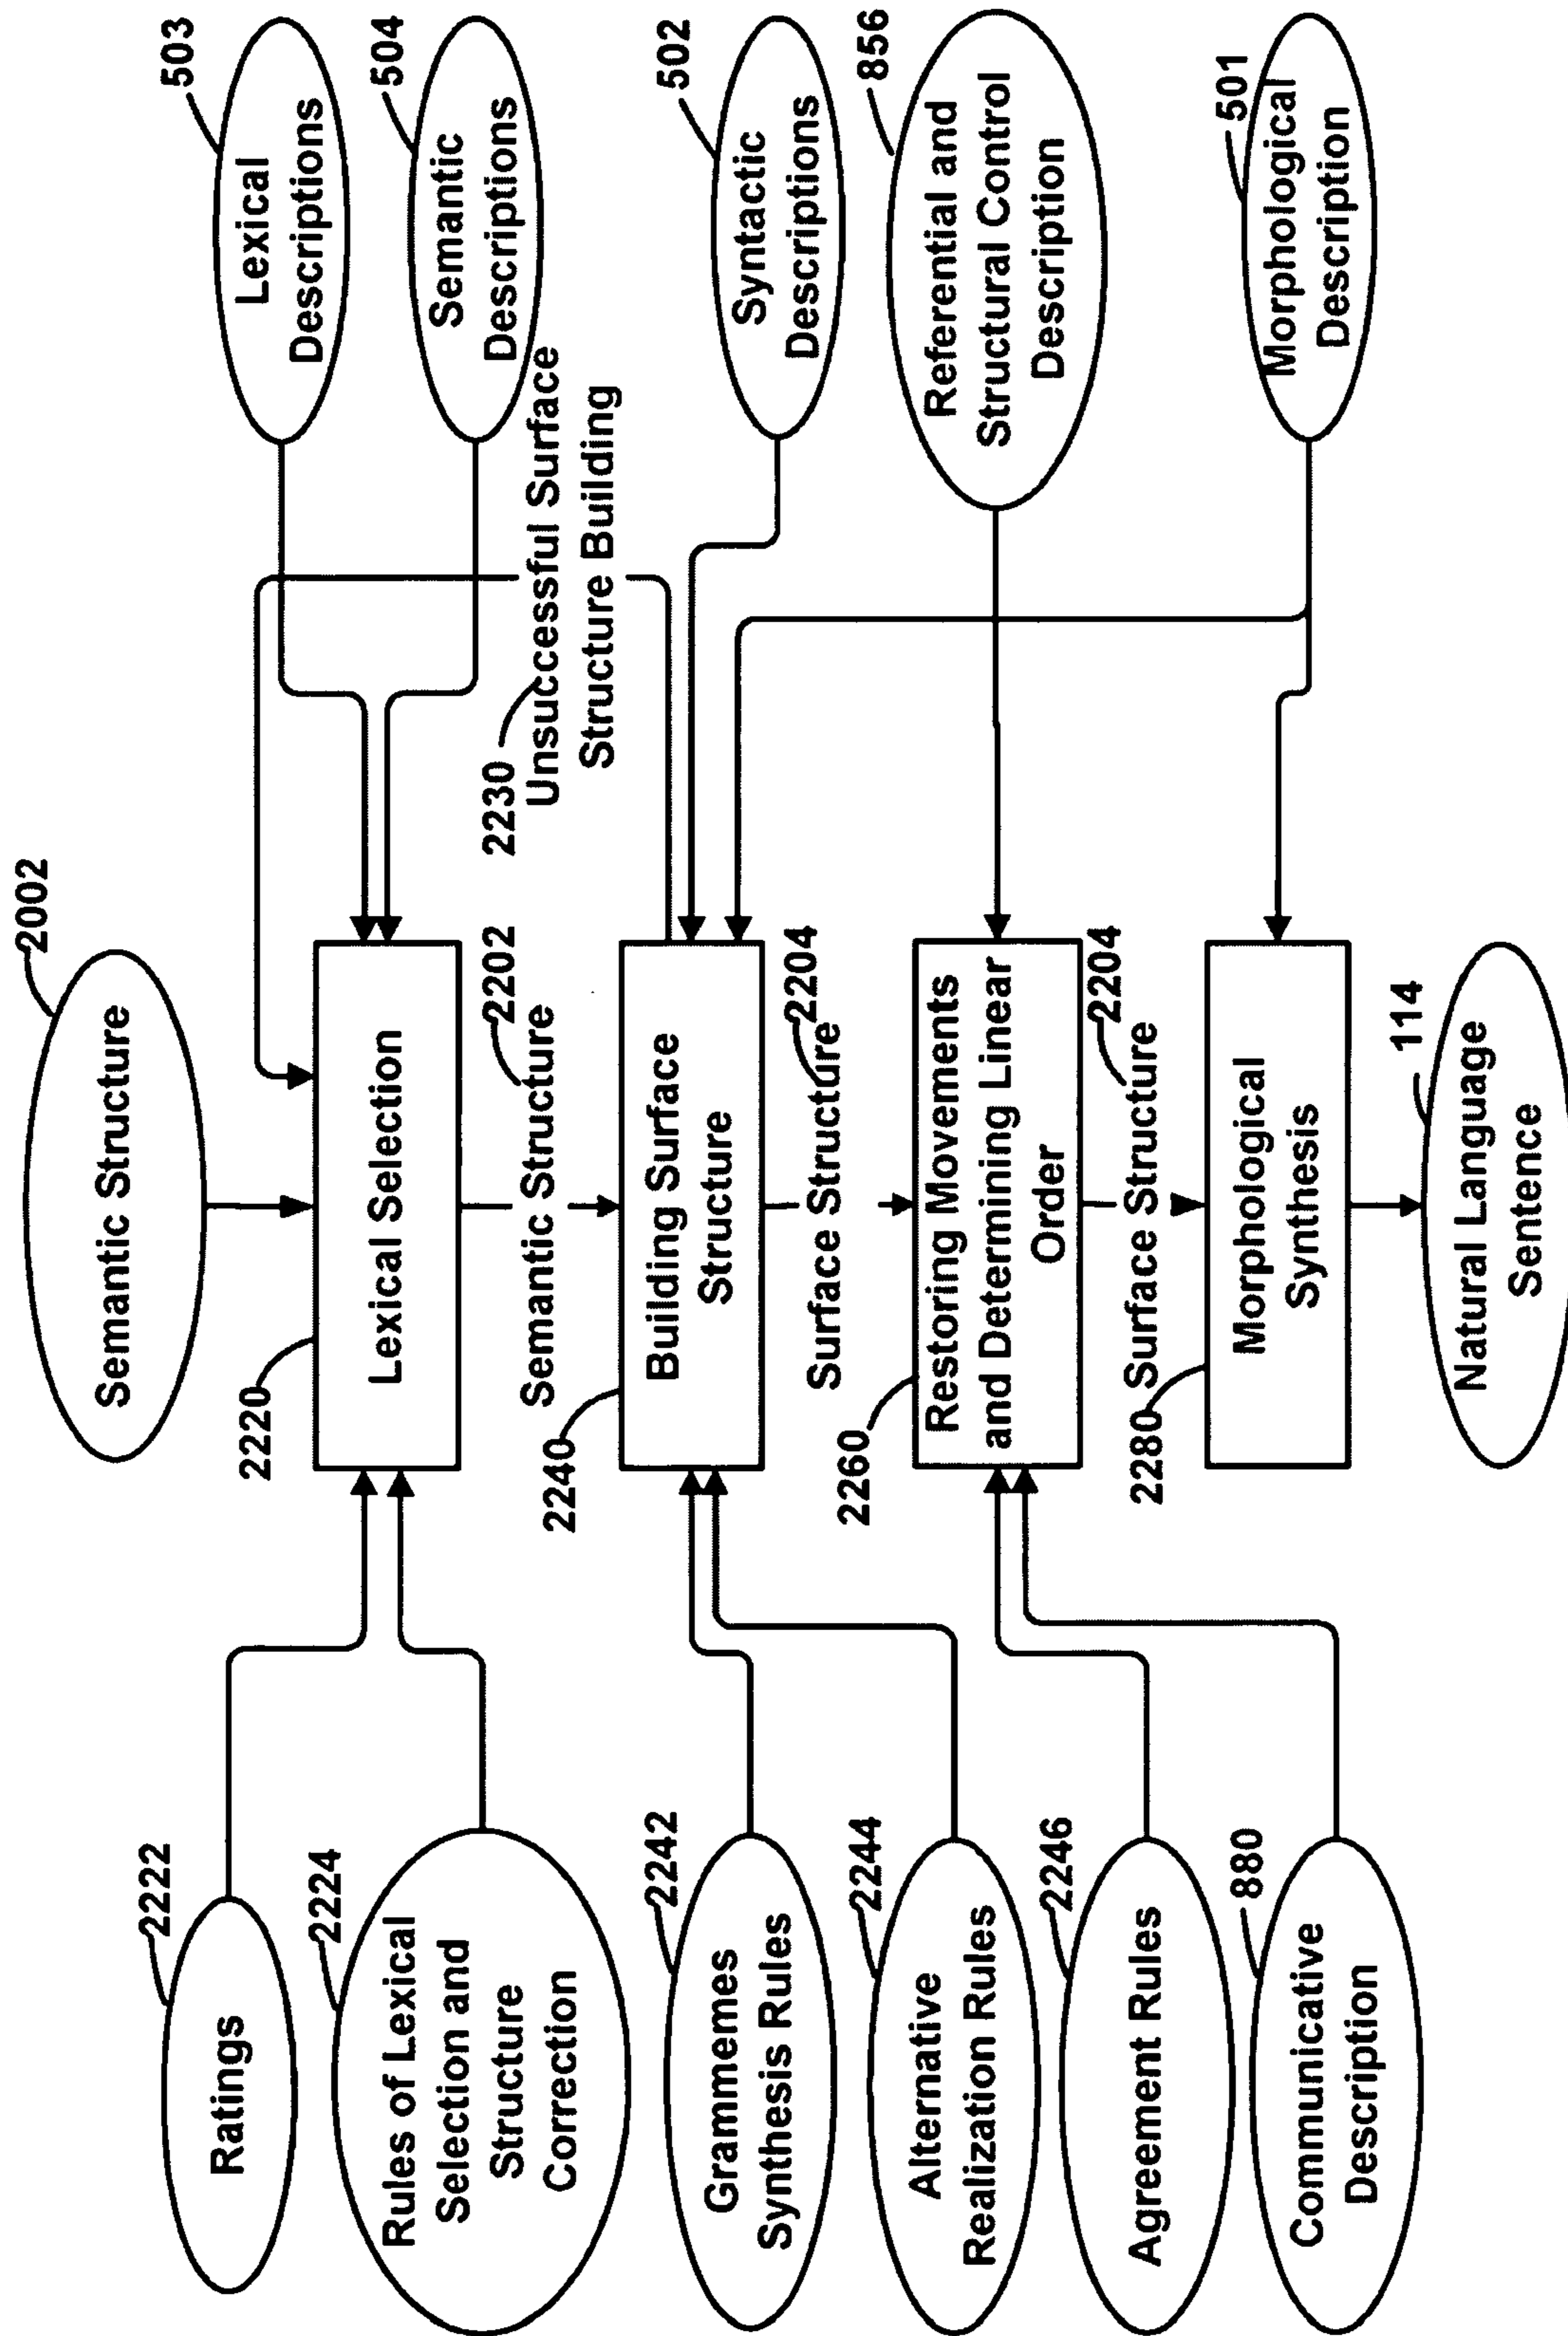 2002
Semantic Structure
2222
Ratings
2220
Lexical Selection
503
Lexical
Descriptions
2224
Rules of Lexical
Selection and
Structure
Correction
504
Semantic
Descriptions
2202
Semantic Structure
2230
Unsuccessful Surface
Structure Building
2242
Grammemes
Synthesis Rules
2240
Building Surface
Structure
502
Syntactic
Descriptions
2204
Surface Structure
2244
Alternative
Realization Rules
2260
Restoring Movements
and Determining Linear
Order
856
Referential and
Structural Control
Description
2246
Agreement Rules
2204
Surface Structure
880
Communicative
Description
2280
Morphological
Synthesis
501
Morphological
Description
114
Natural Language
Sentence